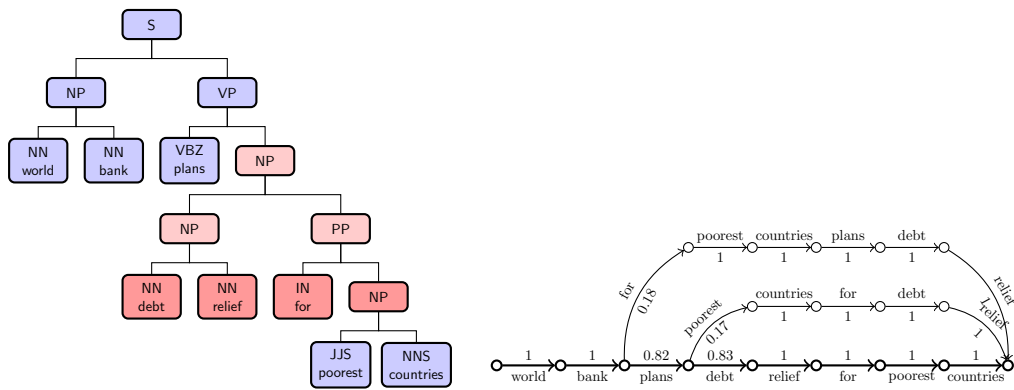 S
NP
VP
NN
world
NN
bank
VBZ
plans
NP
NP
PP
NN
debt
NN
relief
IN
for
NP
JJS
poorest
NNS
countries
for
0.18
poorest
1
countries
1
plans
1
debt
1
relief
1
poorest
0.17
countries
1
for
1
debt
1
relief
1
1
world
1
bank
0.82
plans
0.83
debt
1
relief
1
for
1
poorest
1
countries